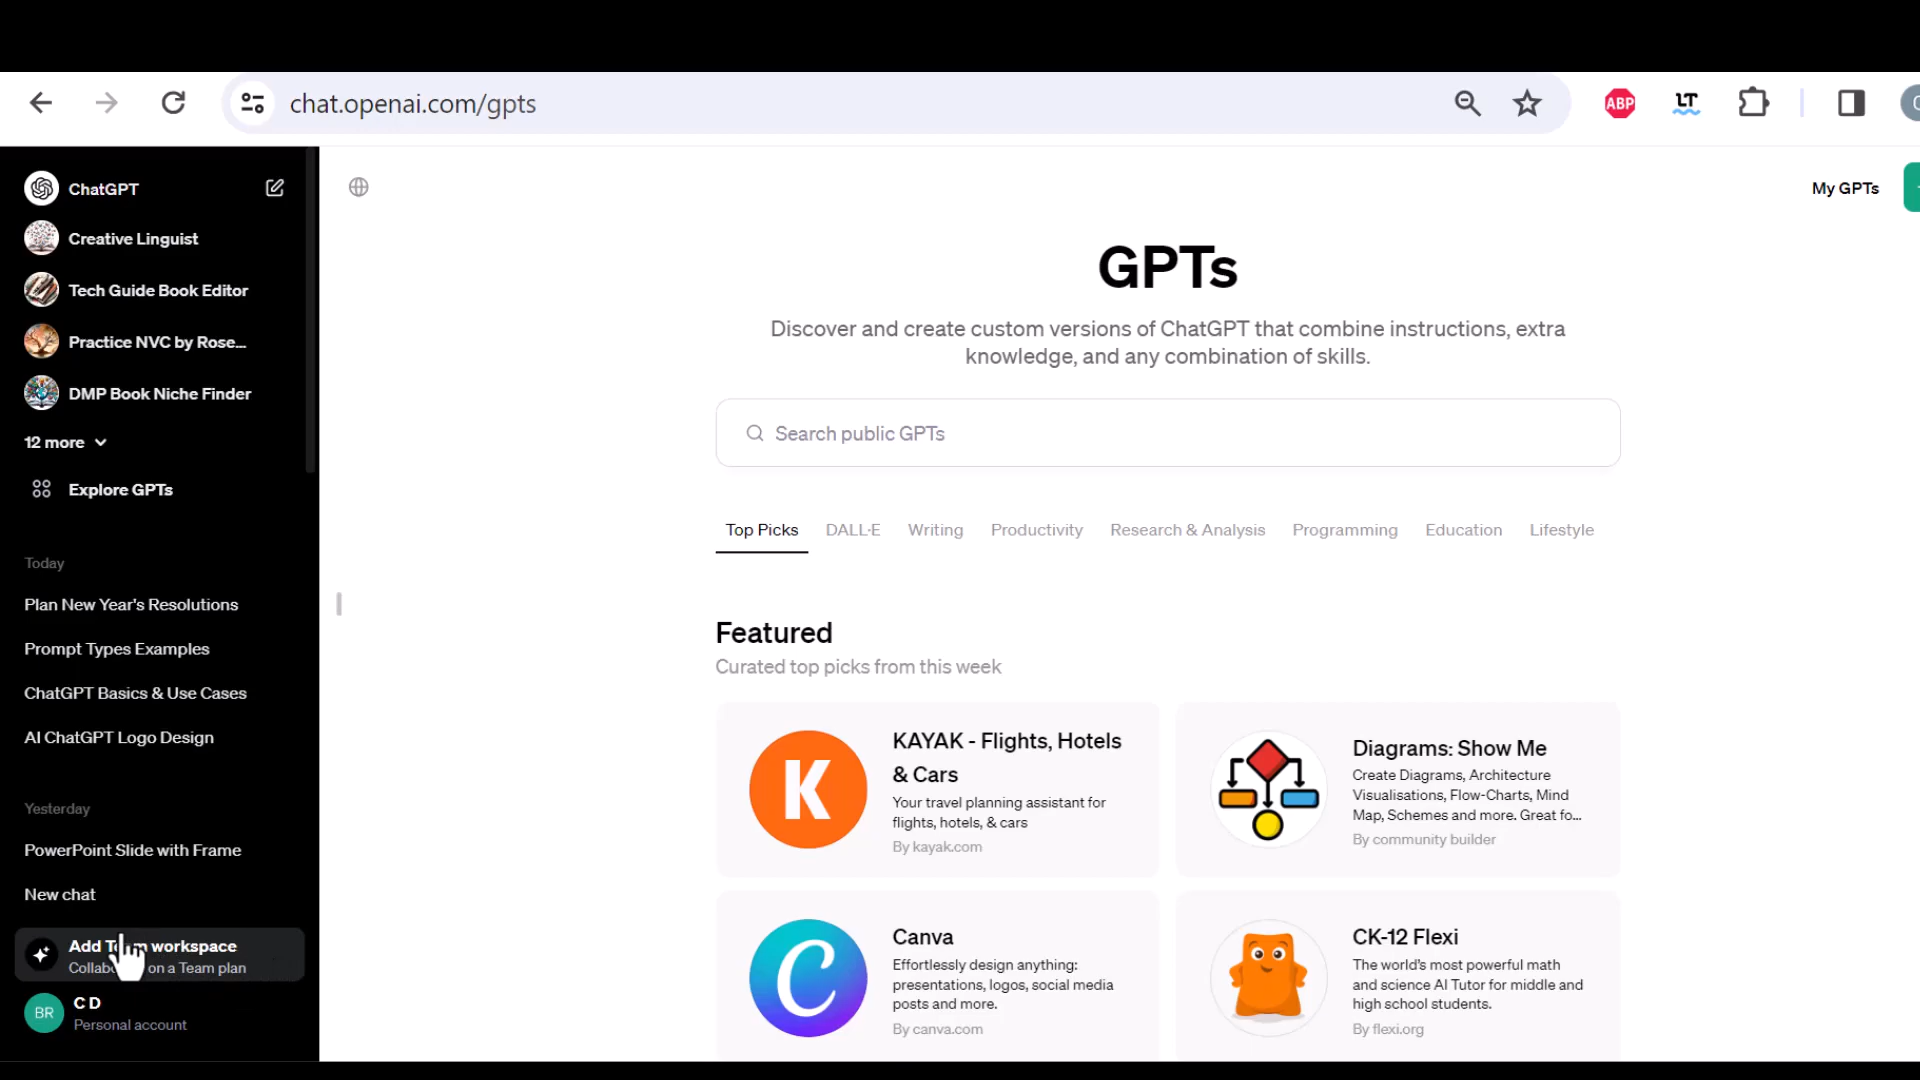 chat.openai.com/gpts
ABP
LT
ChatGPT
Creative Linguist
Tech Guide Book Editor
Practice NVC by Rose...
DMP Book Niche Finder
12 more
Explore GPTs
Today
Plan New Year's Resolutions
Prompt Types Examples
ChatGPT Basics & Use Cases
AI ChatGPT Logo Design
Yesterday
PowerPoint Slide with Frame
New chat
Add workspace
on a Team plan
BR
C D
Personal account
My GPTs
GPTs
Discover and create custom versions of ChatGPT that combine instructions, extra
knowledge, and any combination of skills.
Search public GPTs
Top Picks DALL·E Writing Productivity Research & Analysis Programming Education Lifestyle
Featured
Curated top picks from this week
K
KAYAK - Flights, Hotels
& Cars
Your travel planning assistant for
flights, hotels, & cars
By kayak.com
Diagrams: Show Me
Create Diagrams, Architecture
Visualisations, Flow-Charts, Mind
Map, Schemes and more. Great fo...
By community builder
C
Canva
Effortlessly design anything:
presentations, logos, social media
posts and more.
By canva.com
CK-12 Flexi
The world's most powerful math
and science AI Tutor for middle and
high school students.
By flexi.org